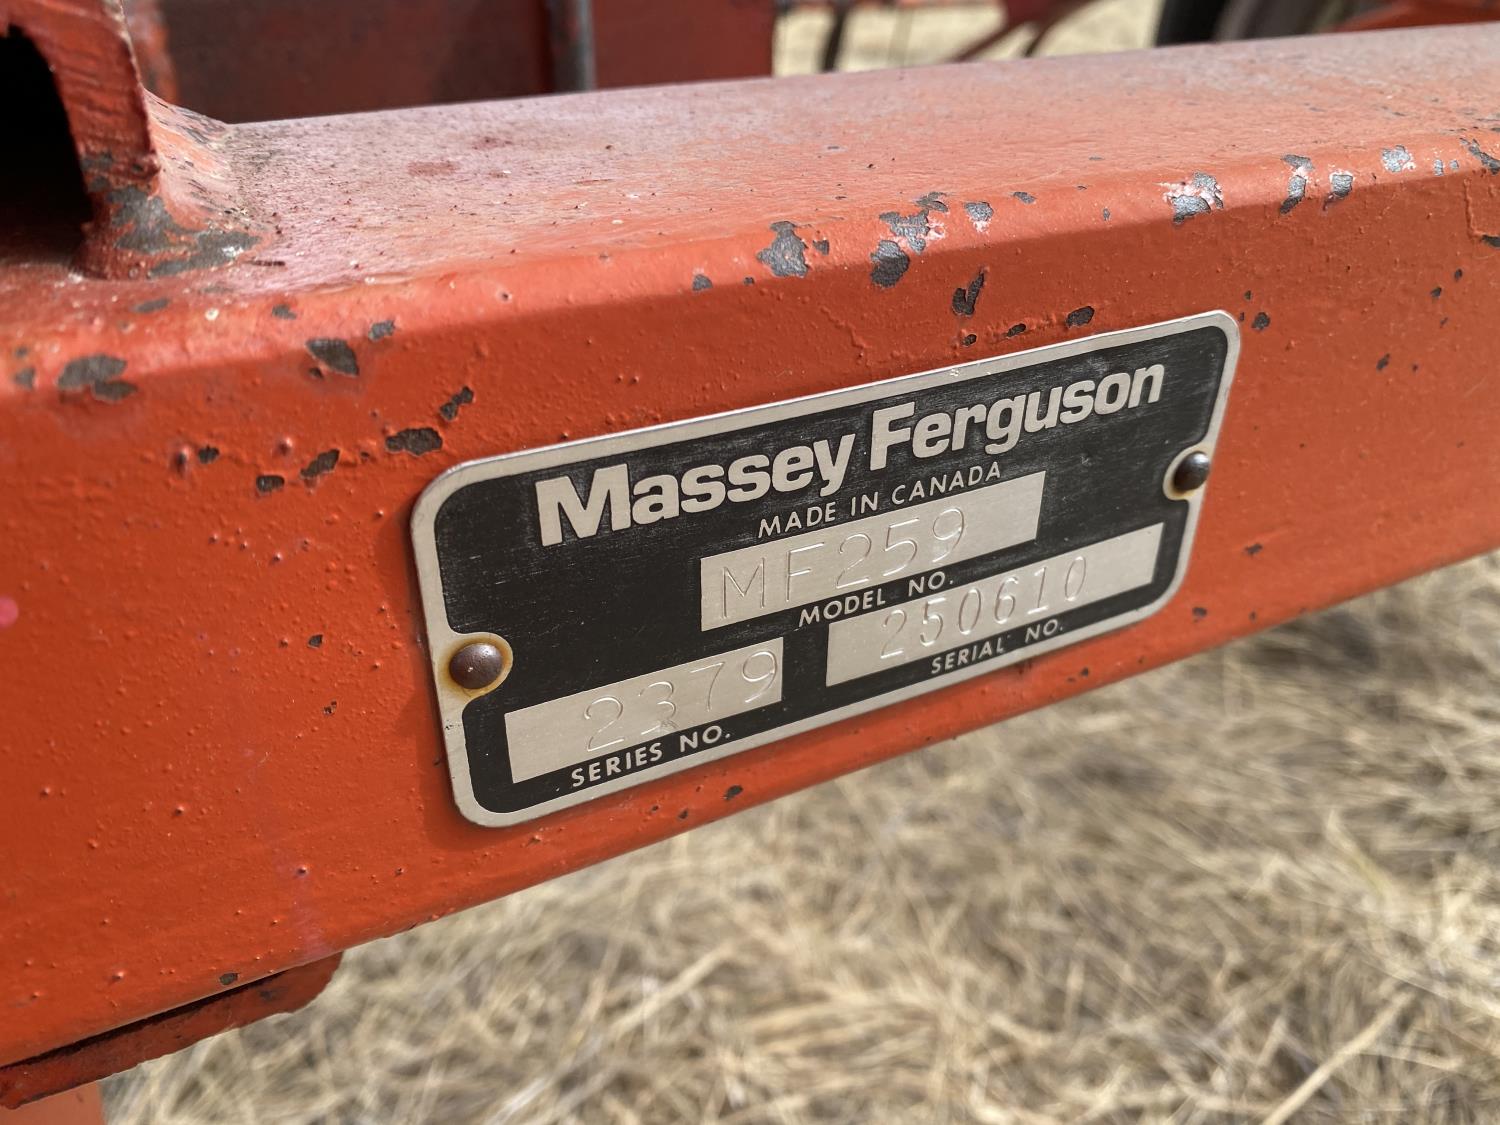 Massey Ferguson
MADE IN CANADA
MF259
MODEL NO.
2379 250610
SERIES NO. SERIAL NO.